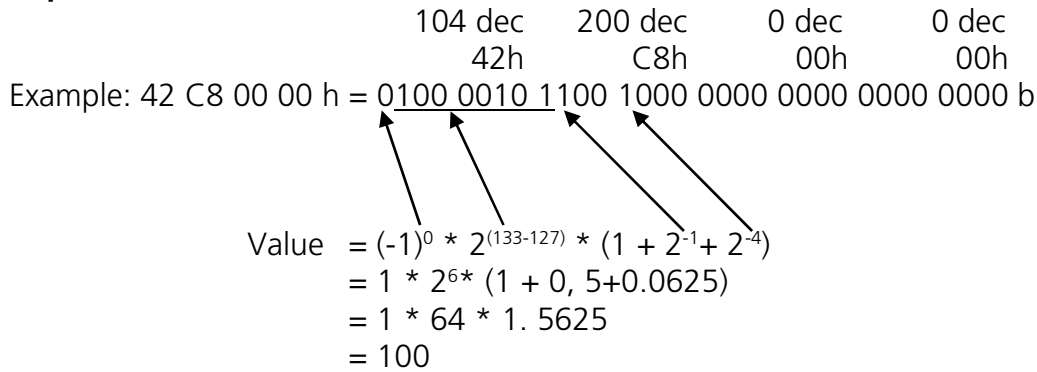 104 dec 200 dec 0 dec 0 dec
42h C8h 00h 00h
Example: 42 C8 00 00 h = 0100 0010 1100 1000 0000 0000 0000 0000 b
Value = (-1)⁰ * 2⁽¹³³⁻¹²⁷⁾ * (1 + 2⁻¹+ 2⁻⁴)
= 1 * 2⁶* (1 + 0, 5+0.0625)
= 1 * 64 * 1. 5625
= 100